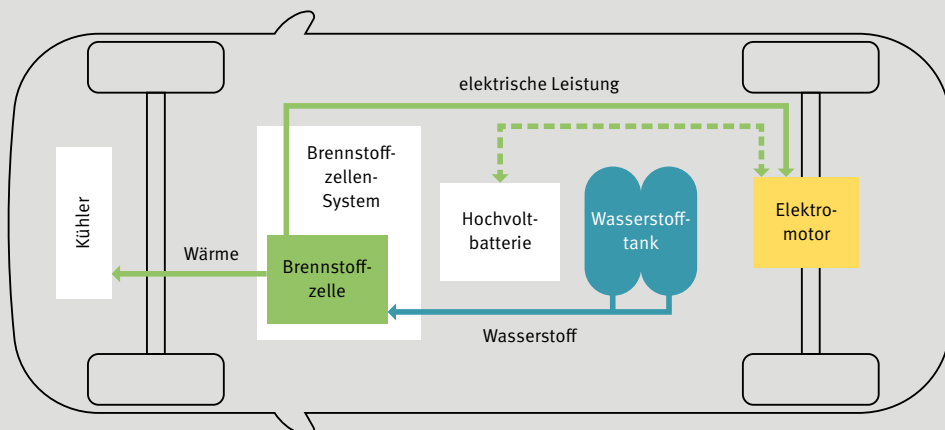 elektrische Leistung
Brennstoff-
zellen-
System
Kühler
Wärme
Brennstoff-
zelle
Hochvolt-
batterie
Wasserstoff-
tank
Elektro-
motor
Wasserstoff